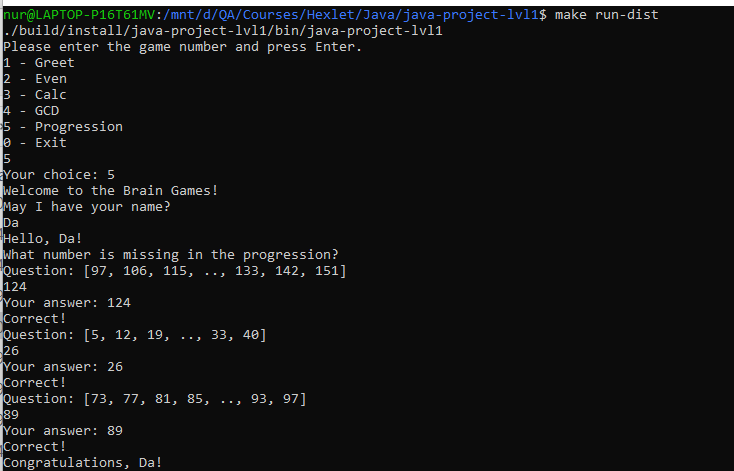 nur@LAPTOP-P16T61MV:/mnt/d/QA/Courses/Hexlet/Java/java-project-lvl1$ make run-dist
./build/install/java-project-lvl1/bin/java-project-lvl1
Please enter the game number and press Enter.
1 - Greet
2 - Even
3 - Calc
4 - GCD
5 - Progression
0 - Exit
5
Your choice: 5
Welcome to the Brain Games!
May I have your name?
Da
Hello, Da!
What number is missing in the progression?
Question: [97, 106, 115, .., 133, 142, 151]
124
Your answer: 124
Correct!
Question: [5, 12, 19, .., 33, 40]
26
Your answer: 26
Correct!
Question: [73, 77, 81, 85, .., 93, 97]
89
Your answer: 89
Correct!
Congratulations, Da!